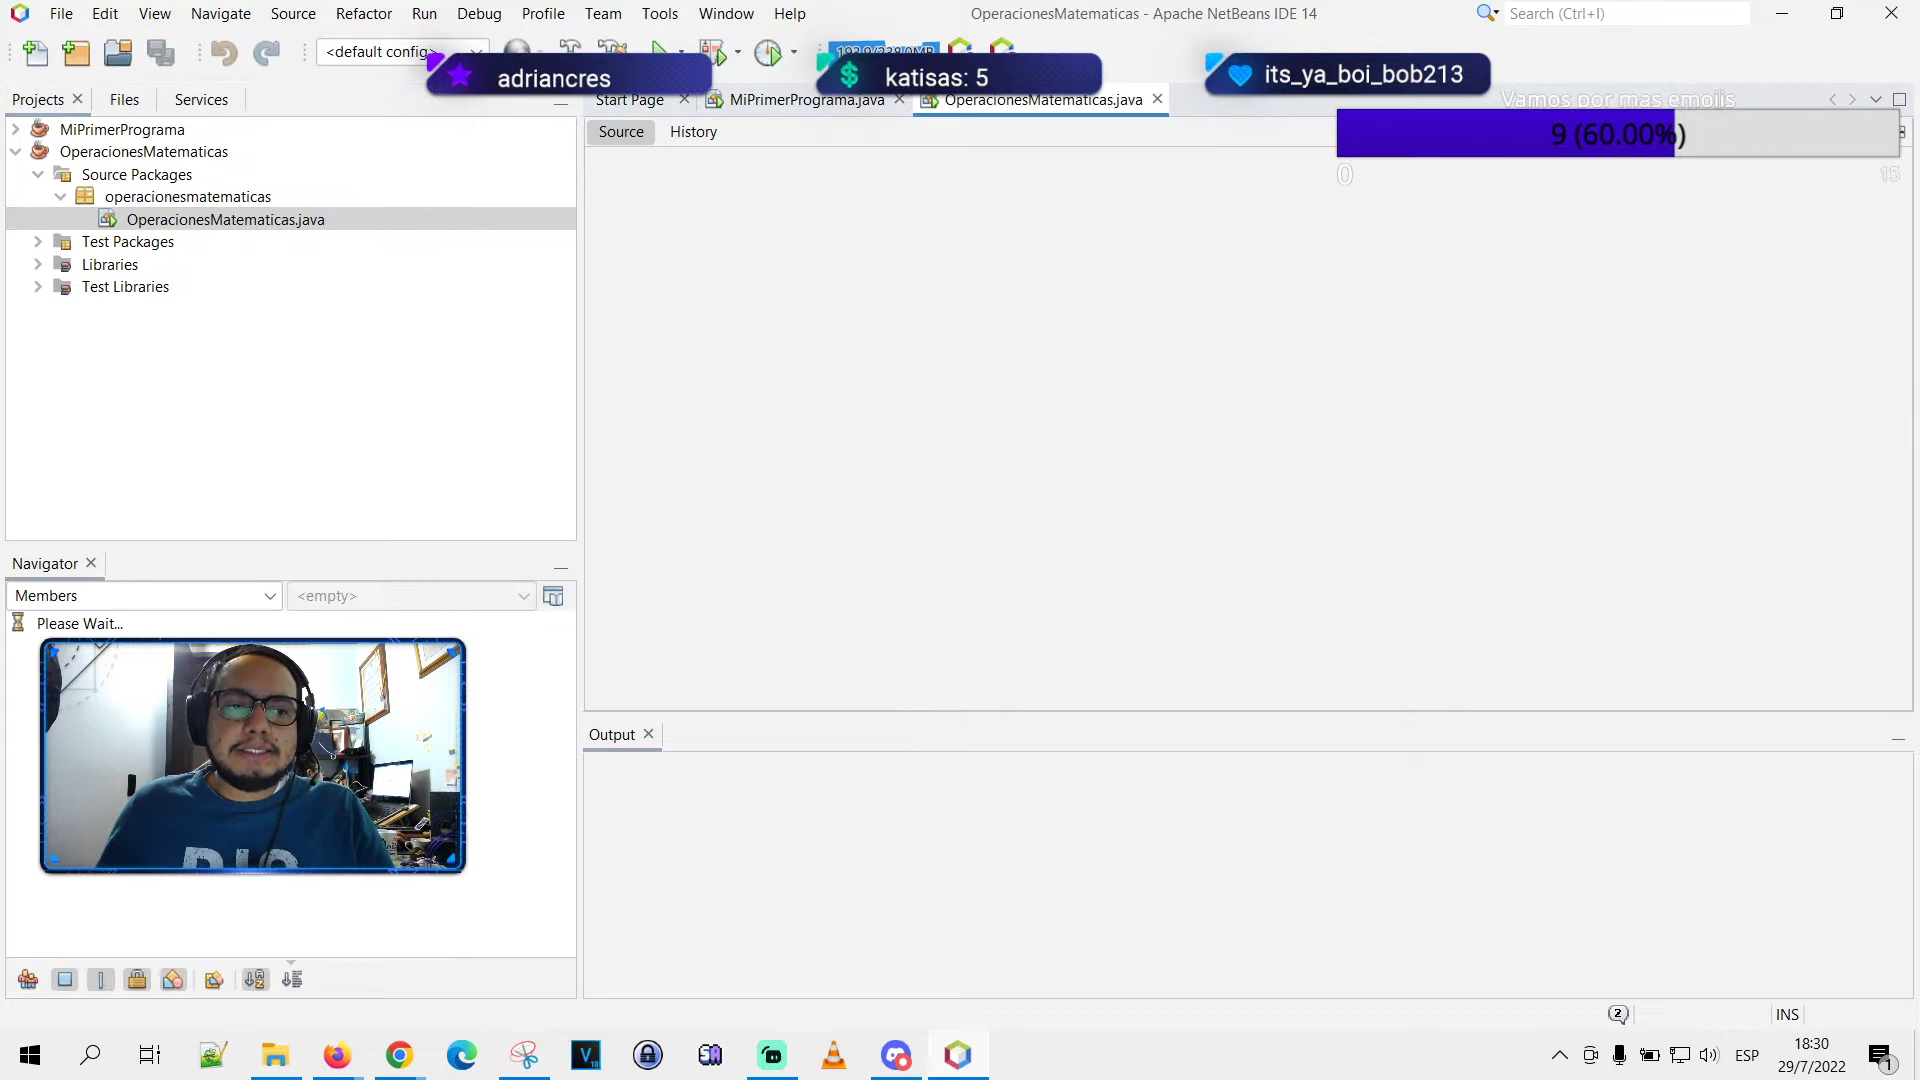 File Edit View Navigate Source Refactor Run Debug Profile Team Tools Window Help
OperacionesMatematicas - Apache NetBeans IDE 14
Search (Ctrl+I)
<default config>
adriancres
katisas: 5
its_ya_boi_bob213
Projects Files Services
Start Page MiPrimerPrograma.java OperacionesMatematicas.java
Vamos por mas emojis
Source History
9 (60.00%)
0 15
MiPrimerPrograma
OperacionesMatematicas
Source Packages
operacionesmatematicas
OperacionesMatematicas.java
Test Packages
Libraries
Test Libraries
Navigator
Members <empty>
Please Wait...
Output
2 INS
ESP
18:30
29/7/2022
1